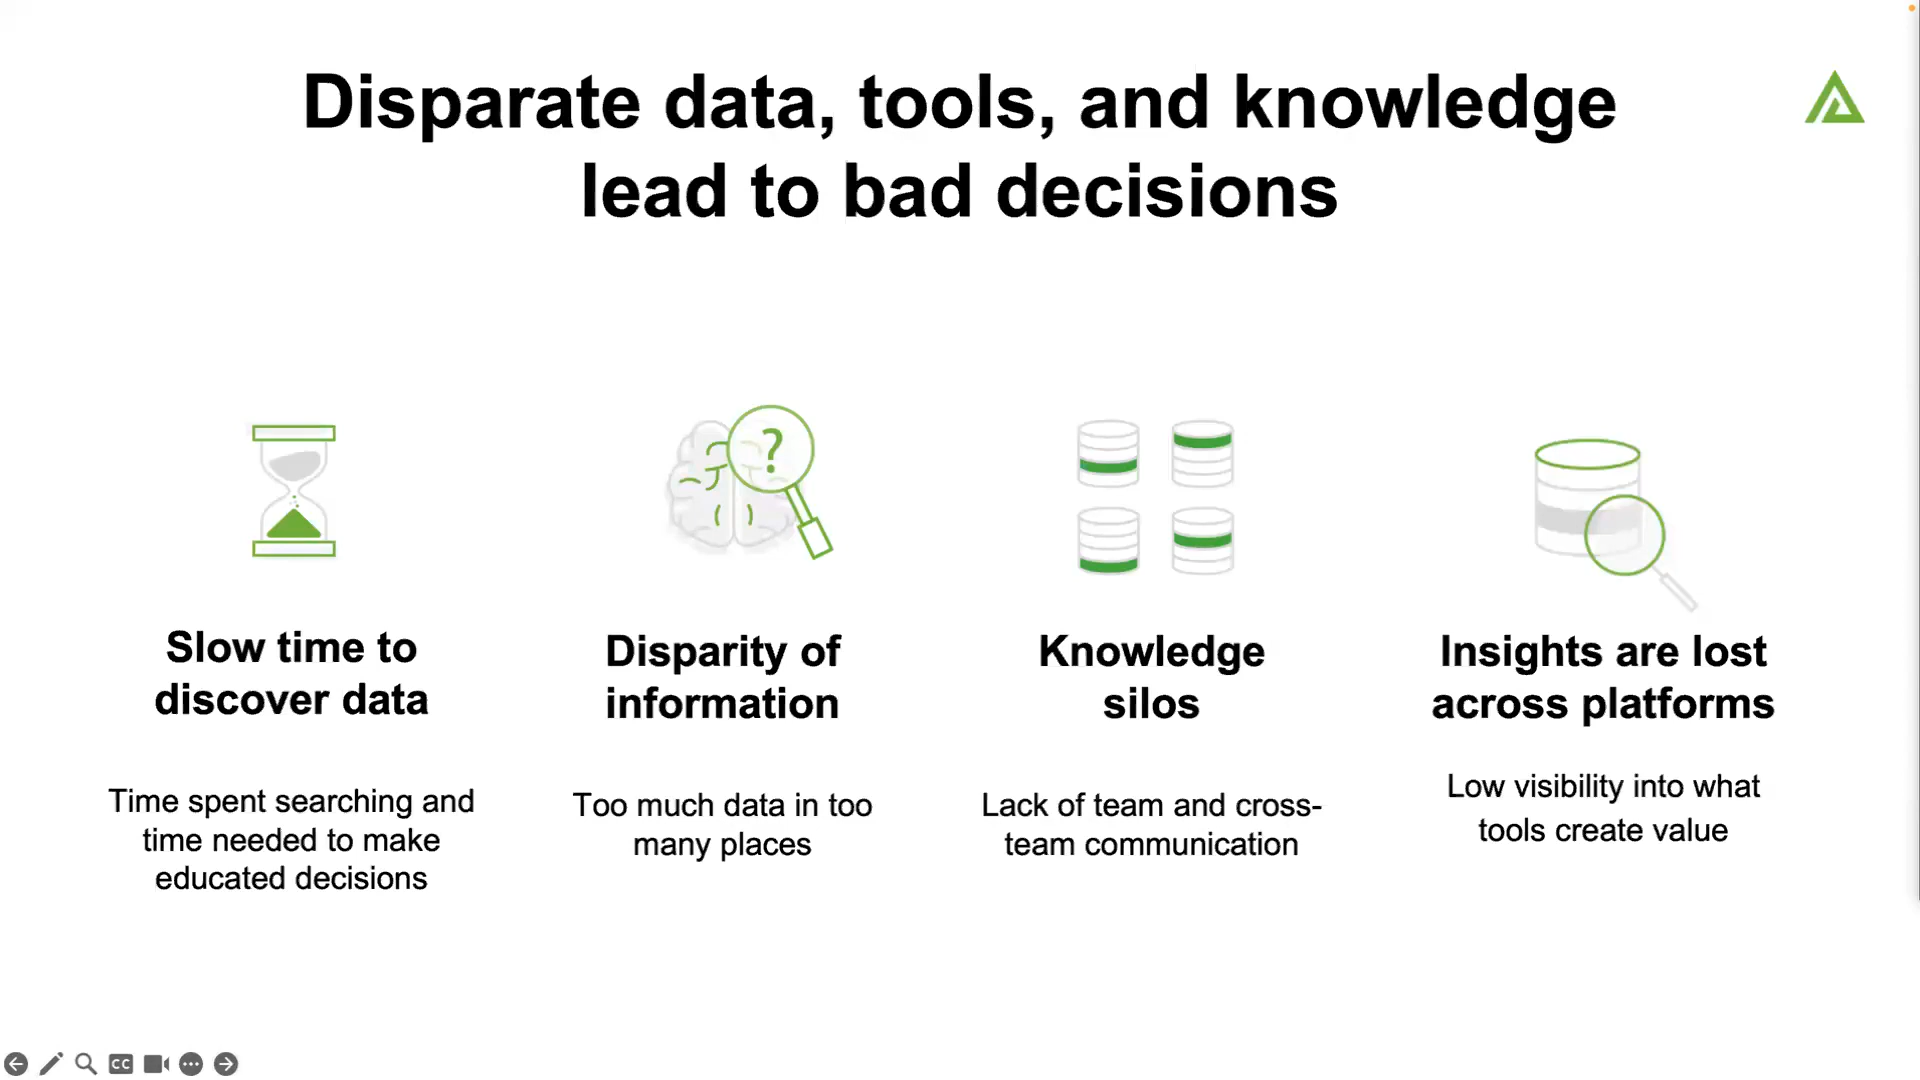 Disparate data, tools, and knowledge
lead to bad decisions
?
Slow time to
discover data
Time spent searching and
time needed to make
educated decisions
Disparity of
information
Too much data in too
many places
Knowledge
silos
Lack of team and cross-
team communication
Insights are lost
across platforms
Low visibility into what
tools create value
CC